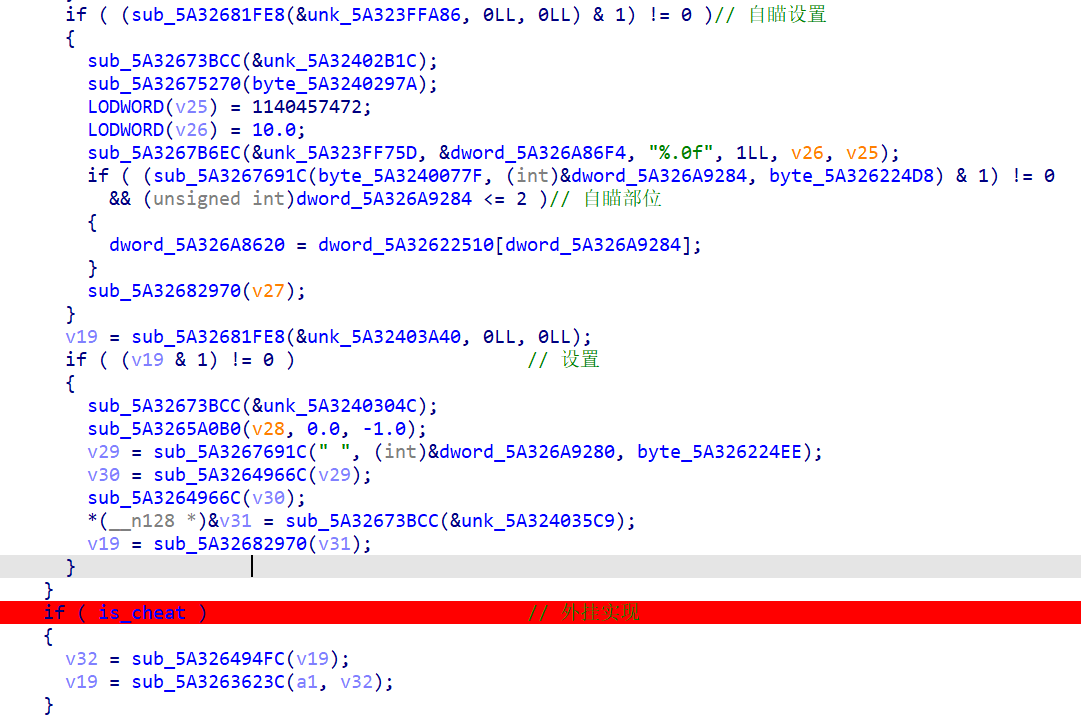 if ( (sub_5A32681FE8(&unk_5A323FFA86, 0LL, 0LL) & 1) != 0 )// 自瞄设置
{
sub_5A32673BCC(&unk_5A32402B1C);
sub_5A32675270(byte_5A3240297A);
LODWORD(v25) = 1140457472;
LODWORD(v26) = 10.0;
sub_5A3267B6EC(&unk_5A323FF75D, &dword_5A326A86F4, "%.0f", 1LL, v26, v25);
if ( (sub_5A3267691C(byte_5A3240077F, (int)&dword_5A326A9284, byte_5A326224D8) & 1) != 0
&& (unsigned int)dword_5A326A9284 <= 2 )// 自瞄部位
{
dword_5A326A8620 = dword_5A32622510[dword_5A326A9284];
}
sub_5A32682970(v27);
}
v19 = sub_5A32681FE8(&unk_5A32403A40, 0LL, 0LL);
if ( (v19 & 1) != 0 ) // 设置
{
sub_5A32673BCC(&unk_5A3240304C);
sub_5A3265A0B0(v28, 0.0, -1.0);
v29 = sub_5A3267691C(" ", (int)&dword_5A326A9280, byte_5A326224EE);
v30 = sub_5A3264966C(v29);
sub_5A3264966C(v30);
*(__n128 *)&v31 = sub_5A32673BCC(&unk_5A324035C9);
v19 = sub_5A32682970(v31);
}
}
if ( is_cheat ) // 外挂实现
{
v32 = sub_5A326494FC(v19);
v19 = sub_5A3263623C(a1, v32);
}